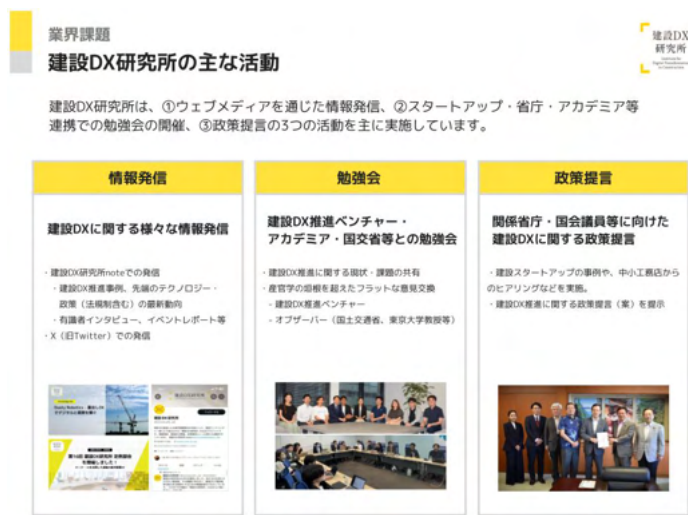 業界課題
建設DX研究所の主な活動
建設DX
研究所
建設DX研究所は、①ウェブメディアを通じた情報発信、②スタートアップ・省庁・アカデミア等
連携での勉強会の開催、③政策提言の3つの活動を主に実施しています。
情報発信
建設DXに関する様々な情報発信
・建設DX研究所noteでの発信
・建設DX推進事例、先端のテクノロジー・
政策（法規制含む）の最新動向
- 有識者インタビュー、イベントレポート等
・X（旧Twitter）での発信
勉強会
建設DX推進ベンチャー・
アカデミア・国交省等との勉強会
・建設DX推進に関する現状・課題の共有
・産官学の垣根を超えたフラットな意見交換
- 建設DX推進ベンチャー
- オブザーバー（国土交通省、東京大学教授等）
政策提言
関係省庁・国会議員等に向けた
建設DXに関する政策提言
・建設スタートアップの事例や、中小工務店から
のヒアリングなどを実施。
・建設DX推進に関する政策提言（案）を提示
建設DX研究所